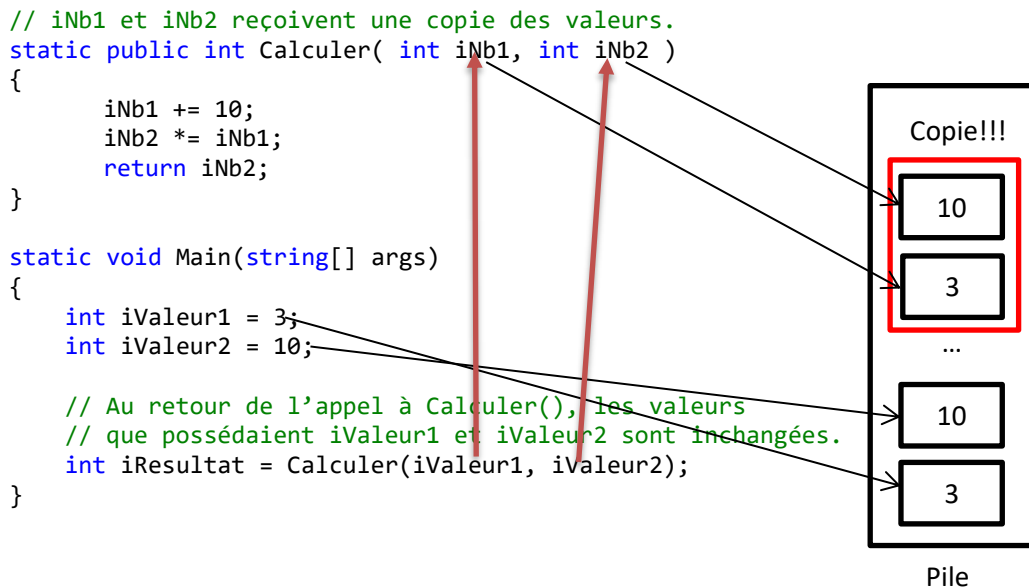 // iNb1 et iNb2 reçoivent une copie des valeurs.
static public int Calculer( int iNb1, int iNb2 )
{
iNb1 += 10;
iNb2 *= iNb1;
return iNb2;
}
static void Main(string[] args)
{
int iValeur1 = 3;
int iValeur2 = 10;
// Au retour de l’appel à Calculer(), les valeurs
// que possédaient iValeur1 et iValeur2 sont inchangées.
int iResultat = Calculer(iValeur1, iValeur2);
}
Copie!!!
10
3
…
10
3
Pile